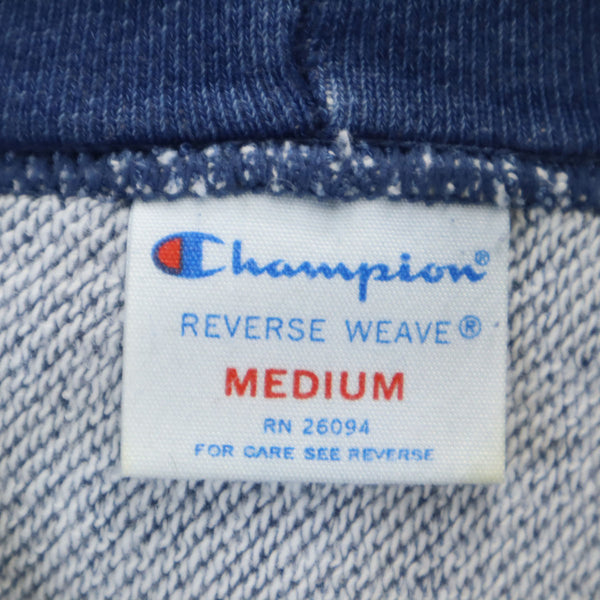 Champion®
REVERSE WEAVE®
MEDIUM
RN 26094
FOR CARE SEE REVERSE